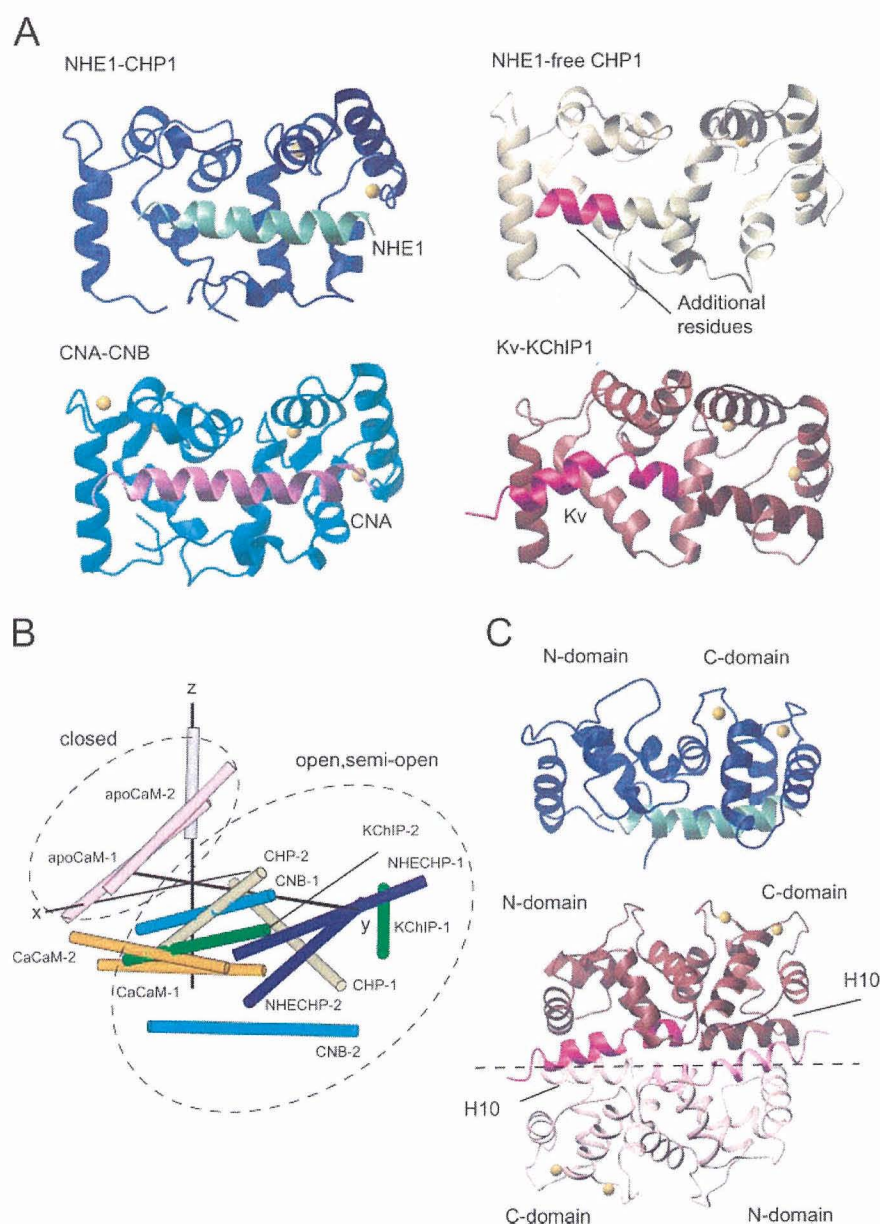 A
NHE1-CHP1
NHE1-free CHP1
NHE1
Additional
residues
CNA-CNB
Kv-KChIP1
CNA
Kv
B
z
closed
open,semi-open
apoCaM-2
KChIP-2
apoCaM-1
CHP-2
NHECHP-1
CNB-1
x
y
KChIP-1
CaCaM-2
CaCaM-1
CHP-1
NHECHP-2
CNB-2
C
N-domain
C-domain
N-domain
C-domain
H10
H10
C-domain
N-domain